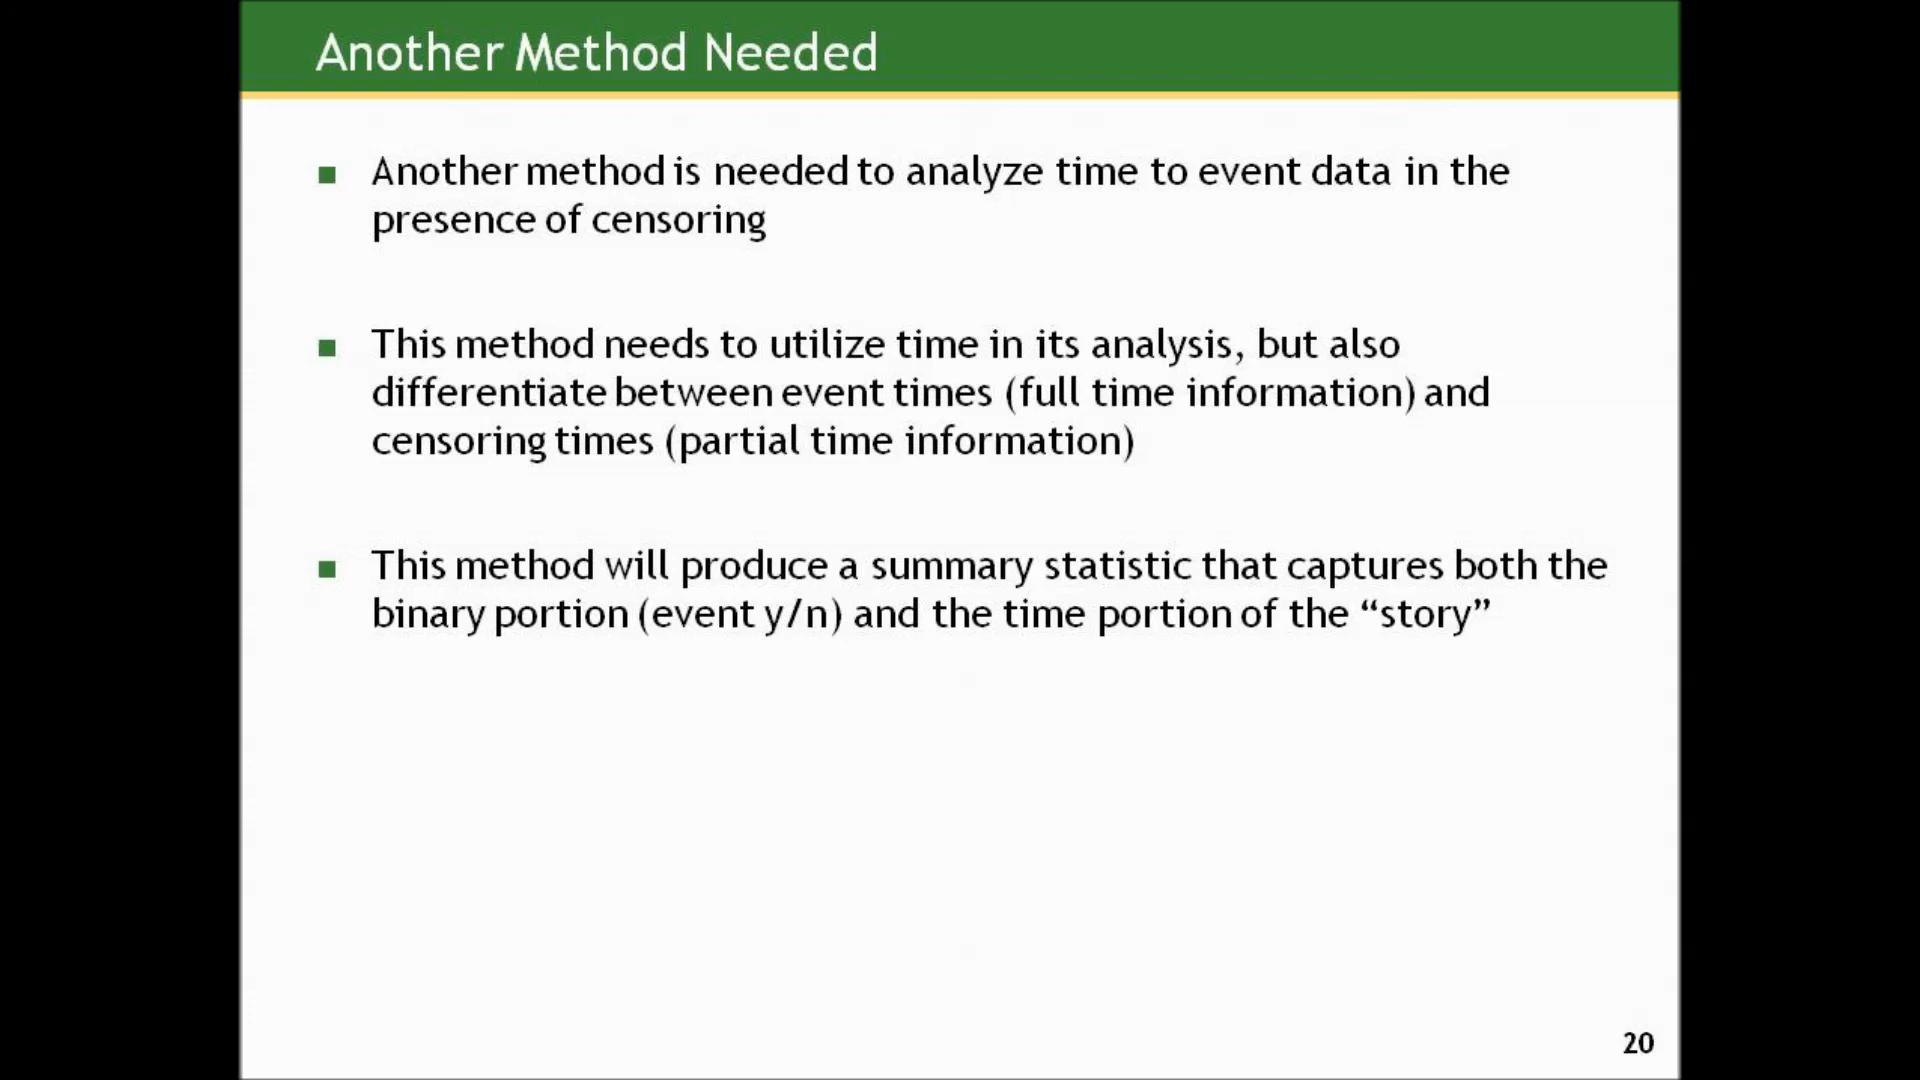 Another Method Needed
Another method is needed to analyze time to event data in the
presence of censoring
This method needs to utilize time in its analysis, but also
differentiate between event times (full time information) and
censoring times (partial time information)
This method will produce a summary statistic that captures both the
binary portion (event y/n) and the time portion of the “story”
20